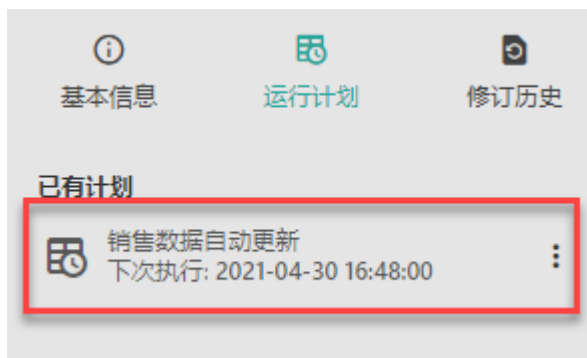 基本信息
运行计划
修订历史
已有计划
销售数据自动更新
下次执行: 2021-04-30 16:48:00